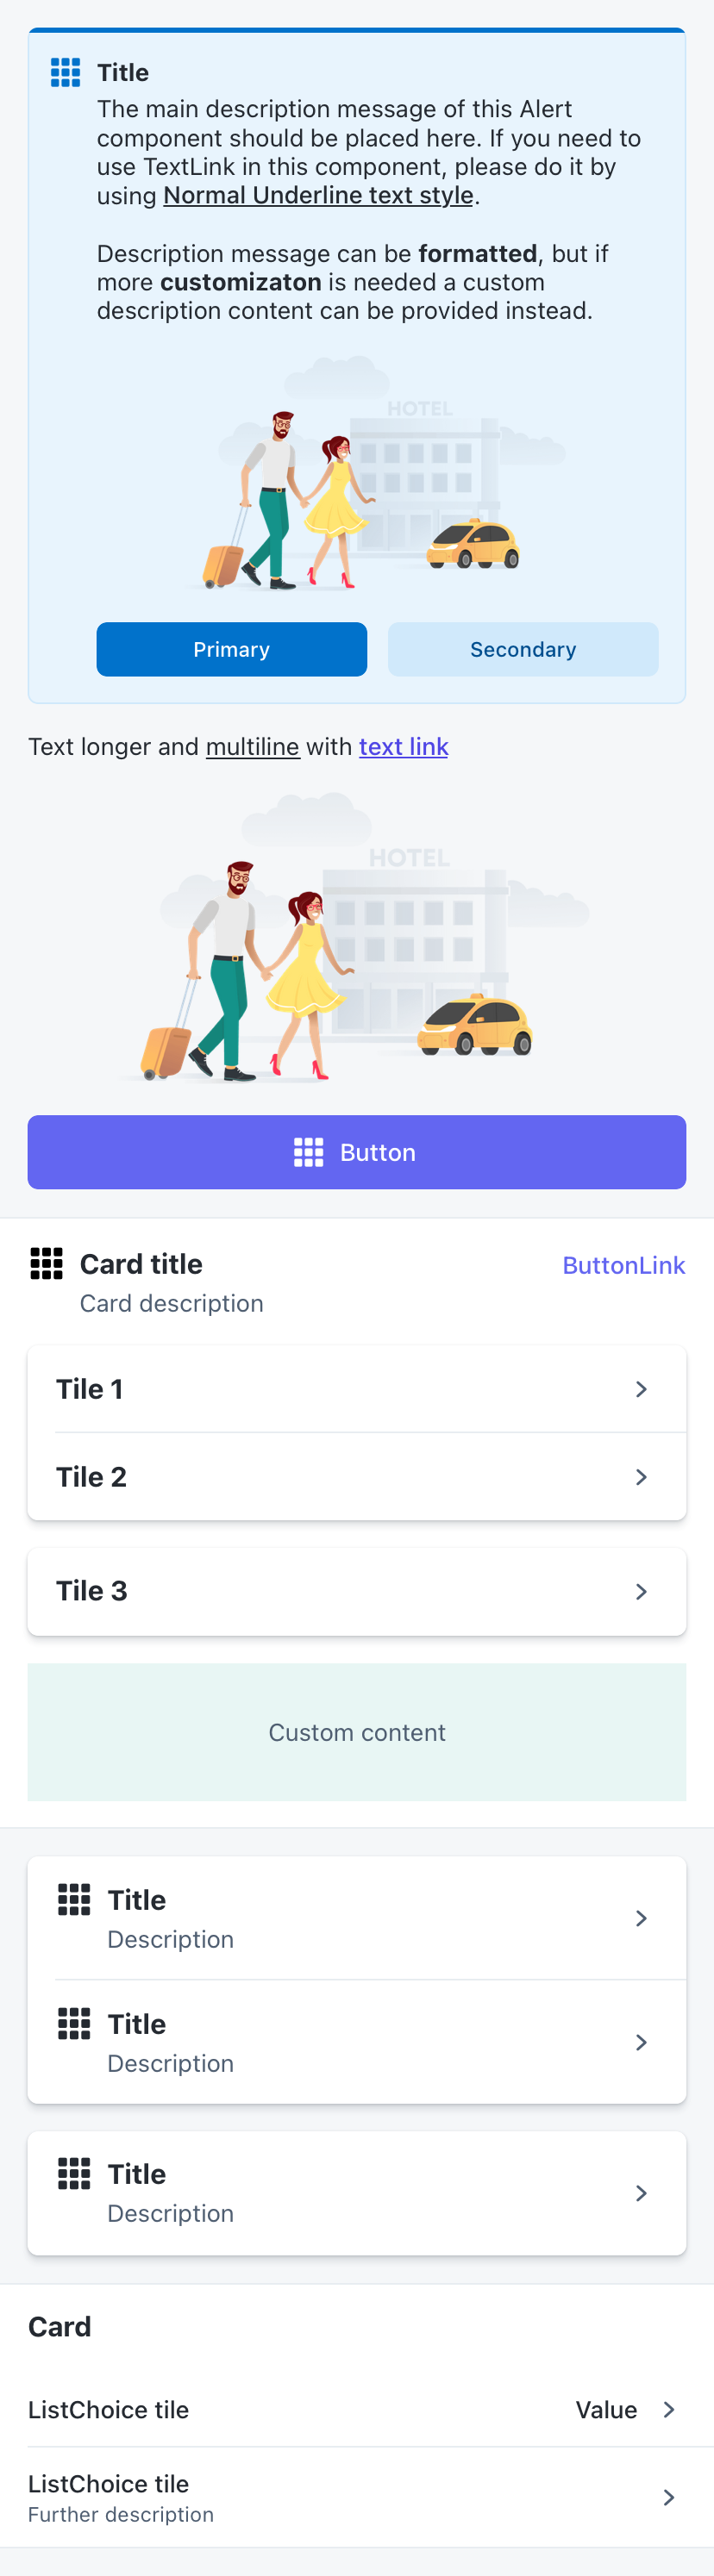 Title
The main description message of this Alert
component should be placed here. If you need to
use TextLink in this component, please do it by
using Normal Underline text style.
Description message can be formatted, but if
more customizaton is needed a custom
description content can be provided instead.
HOTEL
Primary
Secondary
Text longer and multiline with text link
HOTEL
Button
Card title
ButtonLink
Card description
Tile 1
Tile 2
Tile 3
Custom content
Title
Description
Title
Description
Title
Description
Card
ListChoice tile
Value
ListChoice tile
Further description